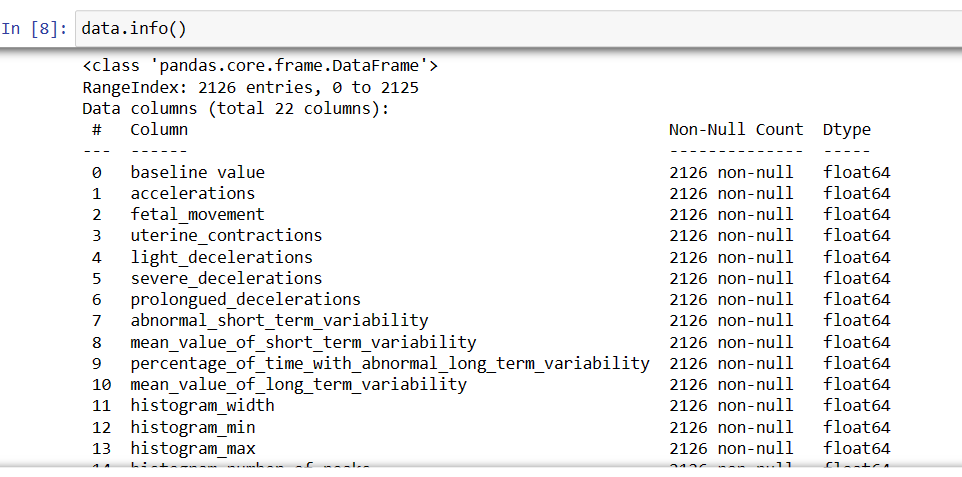 In [8]: data.info()
<class 'pandas.core.frame.DataFrame'>
RangeIndex: 2126 entries, 0 to 2125
Data columns (total 22 columns):
 #   Column                                                  Non-Null Count  Dtype
---  ------                                                  --------------  -----
 0   baseline value                                          2126 non-null   float64
 1   accelerations                                           2126 non-null   float64
 2   fetal_movement                                          2126 non-null   float64
 3   uterine_contractions                                    2126 non-null   float64
 4   light_decelerations                                     2126 non-null   float64
 5   severe_decelerations                                    2126 non-null   float64
 6   prolongued_decelerations                                2126 non-null   float64
 7   abnormal_short_term_variability                         2126 non-null   float64
 8   mean_value_of_short_term_variability                    2126 non-null   float64
 9   percentage_of_time_with_abnormal_long_term_variability  2126 non-null   float64
 10  mean_value_of_long_term_variability                     2126 non-null   float64
 11  histogram_width                                         2126 non-null   float64
 12  histogram_min                                           2126 non-null   float64
 13  histogram_max                                           2126 non-null   float64